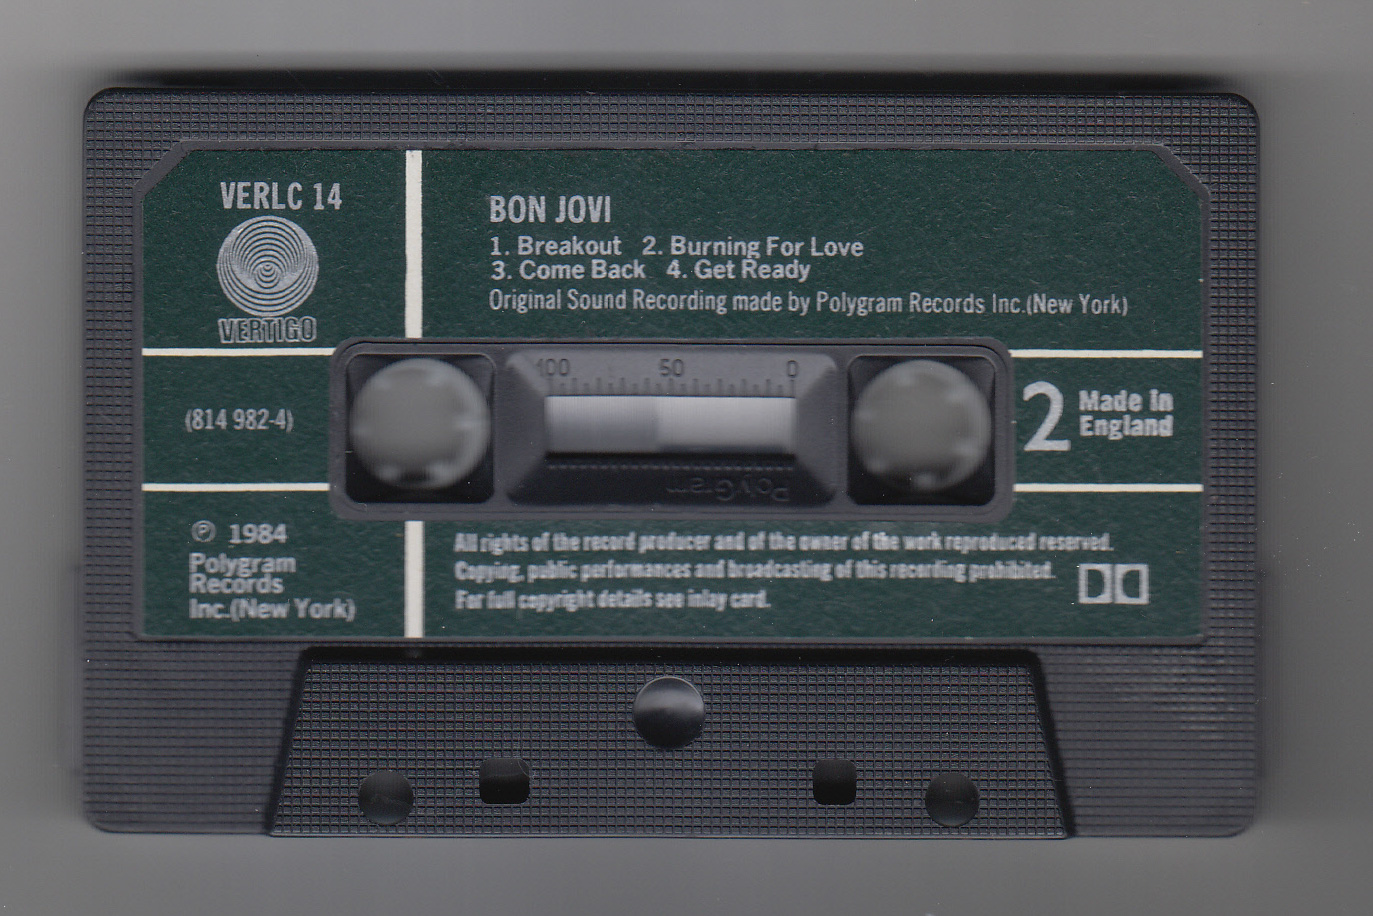 VERLC 14
VERTIGO
BON JOVI
1. Breakout 2. Burning For Love
3. Come Back 4. Get Ready
Original Sound Recording made by Polygram Records Inc.(New York)
(814 982-4)
100 50 0
PolyGram
2 Made in
England
Ⓟ 1984
Polygram
Records
Inc.(New York)
All rights of the record producer and of the owner of the work reproduced reserved.
Copying, public performances and broadcasting of this recording prohibited.
For full copyright details see inlay card.